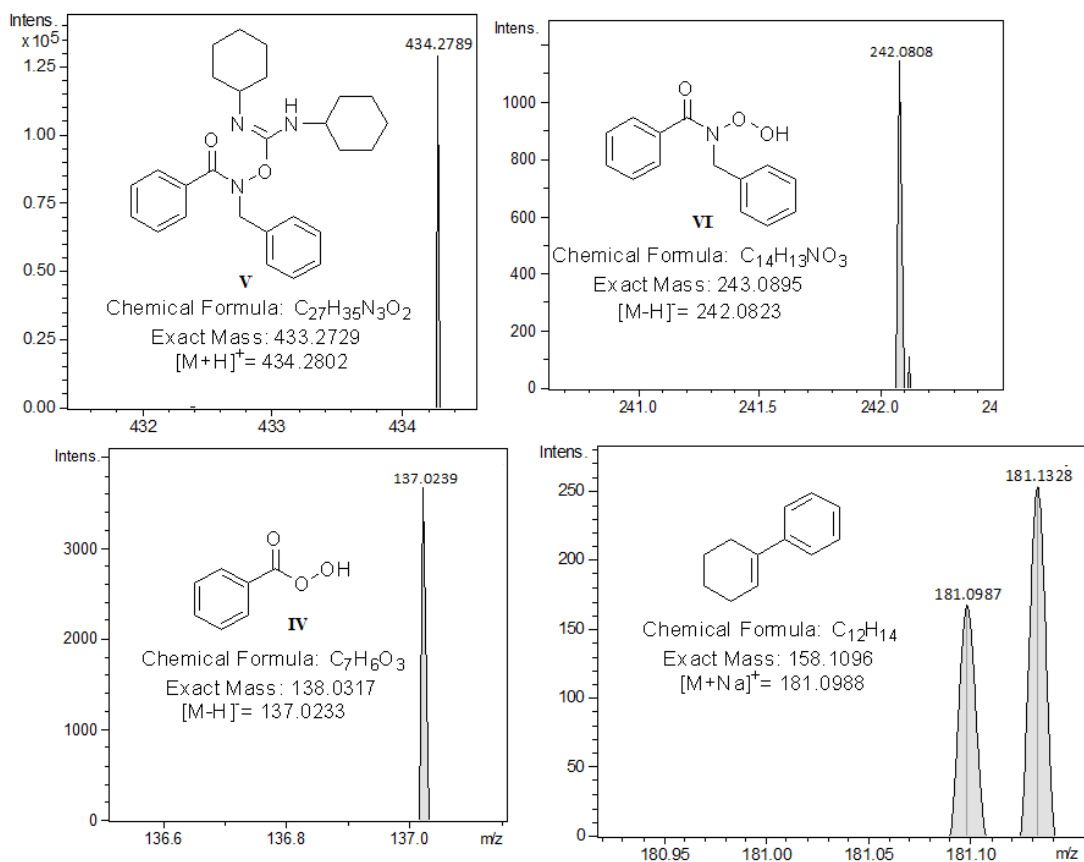 Intens.
x10⁵
1.25
1.00
0.75
0.50
0.25
0.00
432
433
434
434.2789
N
H
N
O
O
N
V
Chemical Formula: C₂₇H₃₅N₃O₂
Exact Mass: 433.2729
[M+H]⁺= 434.2802
Intens.
1000
800
600
400
200
0
241.0
241.5
242.0
24
242.0808
O
N
O
OH
VI
Chemical Formula: C₁₄H₁₃NO₃
Exact Mass: 243.0895
[M-H]⁻= 242.0823
Intens.
3000
2000
1000
0
136.6
136.8
137.0
m/z
137.0239
O
O
OH
IV
Chemical Formula: C₇H₆O₃
Exact Mass: 138.0317
[M-H]⁻= 137.0233
Intens.
250
200
150
100
50
0
180.95
181.00
181.05
181.10
m/z
181.0987
181.1328
Chemical Formula: C₁₂H₁₄
Exact Mass: 158.1096
[M+Na]⁺= 181.0988